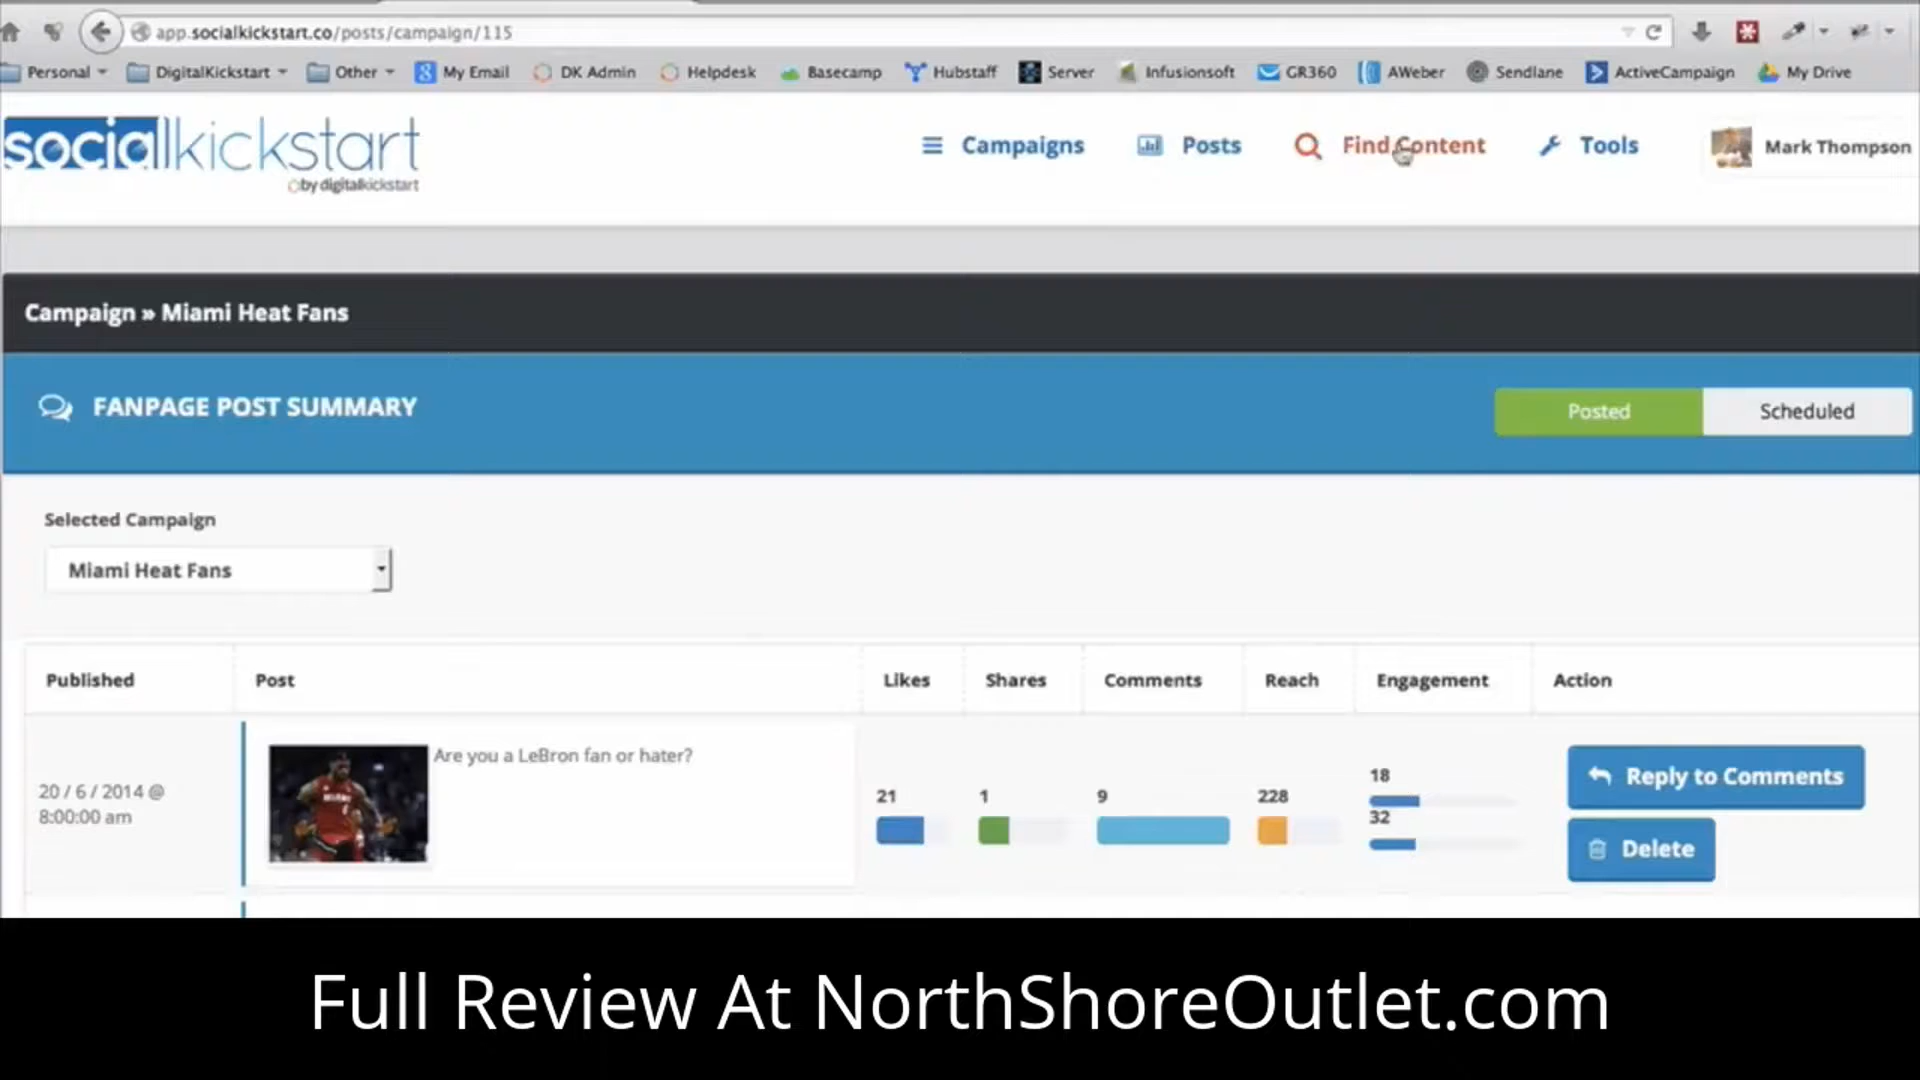 app.socialkickstart.co/posts/campaign/115
Personal DigitalKickstart Other My Email DK Admin Helpdesk Basecamp Hubstaff Server Infusionsoft GR360 AWeber Sendlane ActiveCampaign My Drive
socialkickstart
by digitalkickstart
Campaigns Posts Find Content Tools Mark Thompson
Campaign » Miami Heat Fans
FANPAGE POST SUMMARY
Posted Scheduled
Selected Campaign
Miami Heat Fans
Published Post Likes Shares Comments Reach Engagement Action
Are you a LeBron fan or hater?
20 / 6 / 2014 @
8:00:00 am
21 1 9 228
18
32
Reply to Comments
Delete
Full Review At NorthShoreOutlet.com